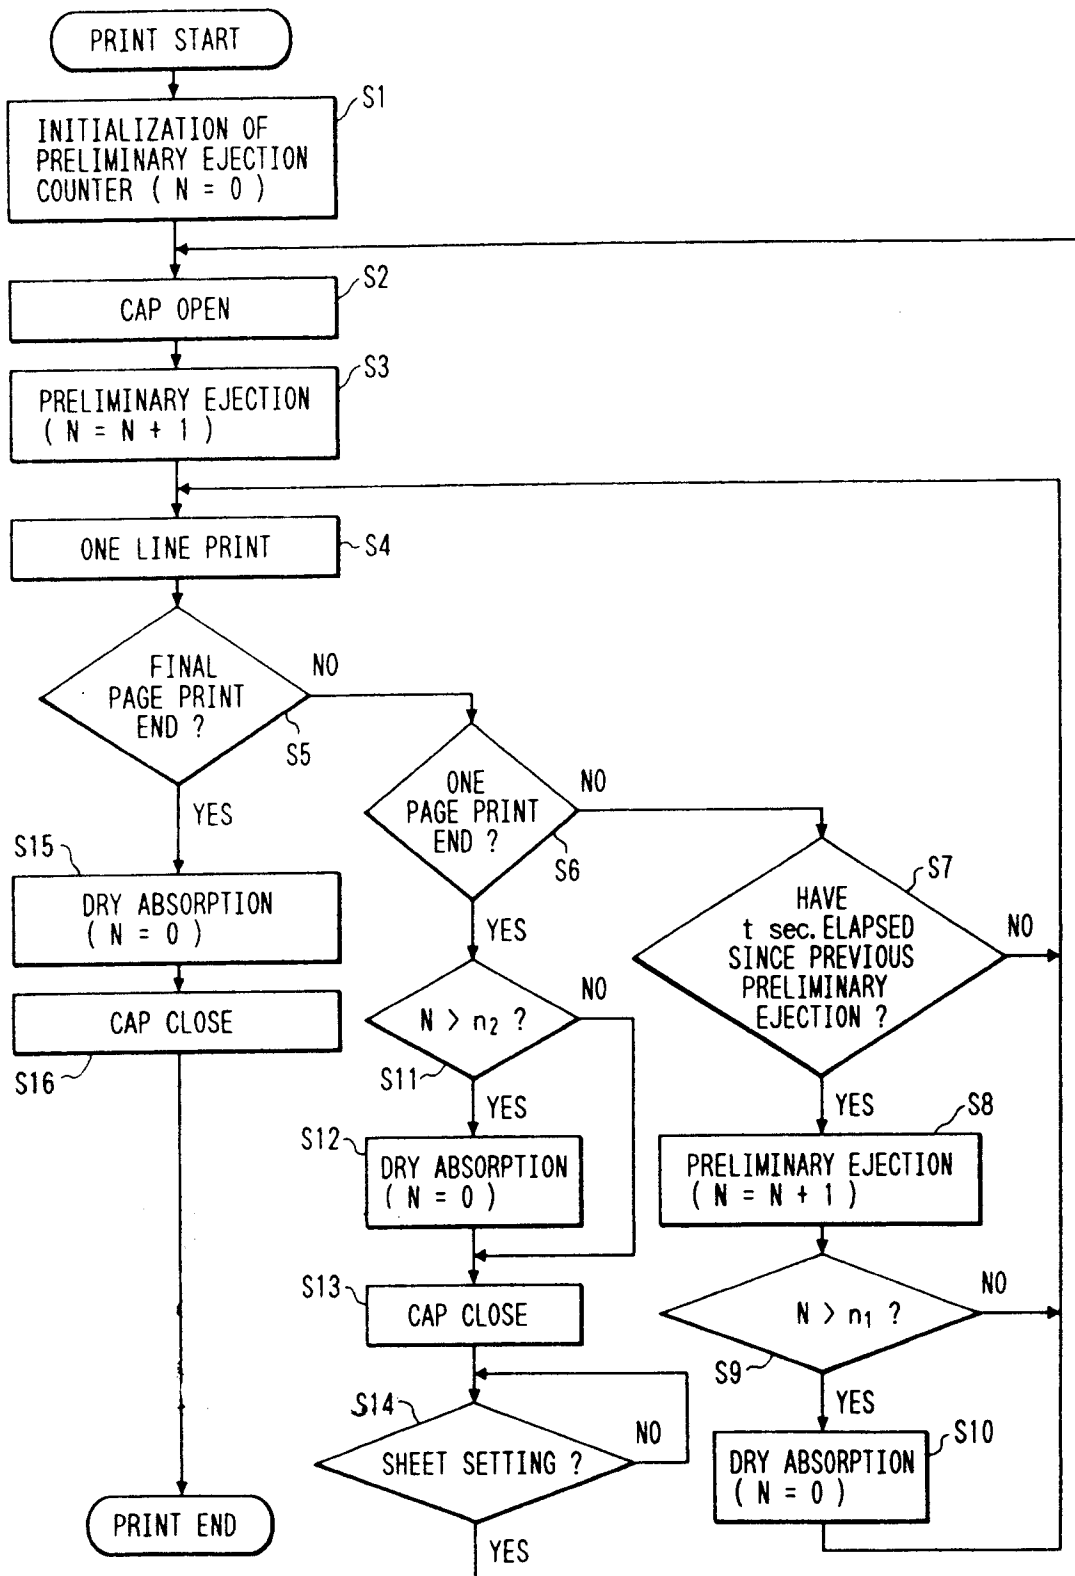 PRINT START
S1
INITIALIZATION OF
PRELIMINARY EJECTION
COUNTER ( N = 0 )
S2
CAP OPEN
S3
PRELIMINARY EJECTION
( N = N + 1 )
ONE LINE PRINT
S4
FINAL
PAGE PRINT
END ?
NO
S5
YES
ONE
PAGE PRINT
END ?
NO
S6
YES
S7
HAVE
t sec. ELAPSED
SINCE PREVIOUS
PRELIMINARY
EJECTION ?
NO
YES
S15
DRY ABSORPTION
( N = 0 )
CAP CLOSE
S16
N > n2 ?
NO
S11
YES
S12
DRY ABSORPTION
( N = 0 )
S8
PRELIMINARY EJECTION
( N = N + 1 )
S13
CAP CLOSE
N > n1 ?
NO
S9
YES
S14
SHEET SETTING ?
NO
YES
S10
DRY ABSORPTION
( N = 0 )
PRINT END